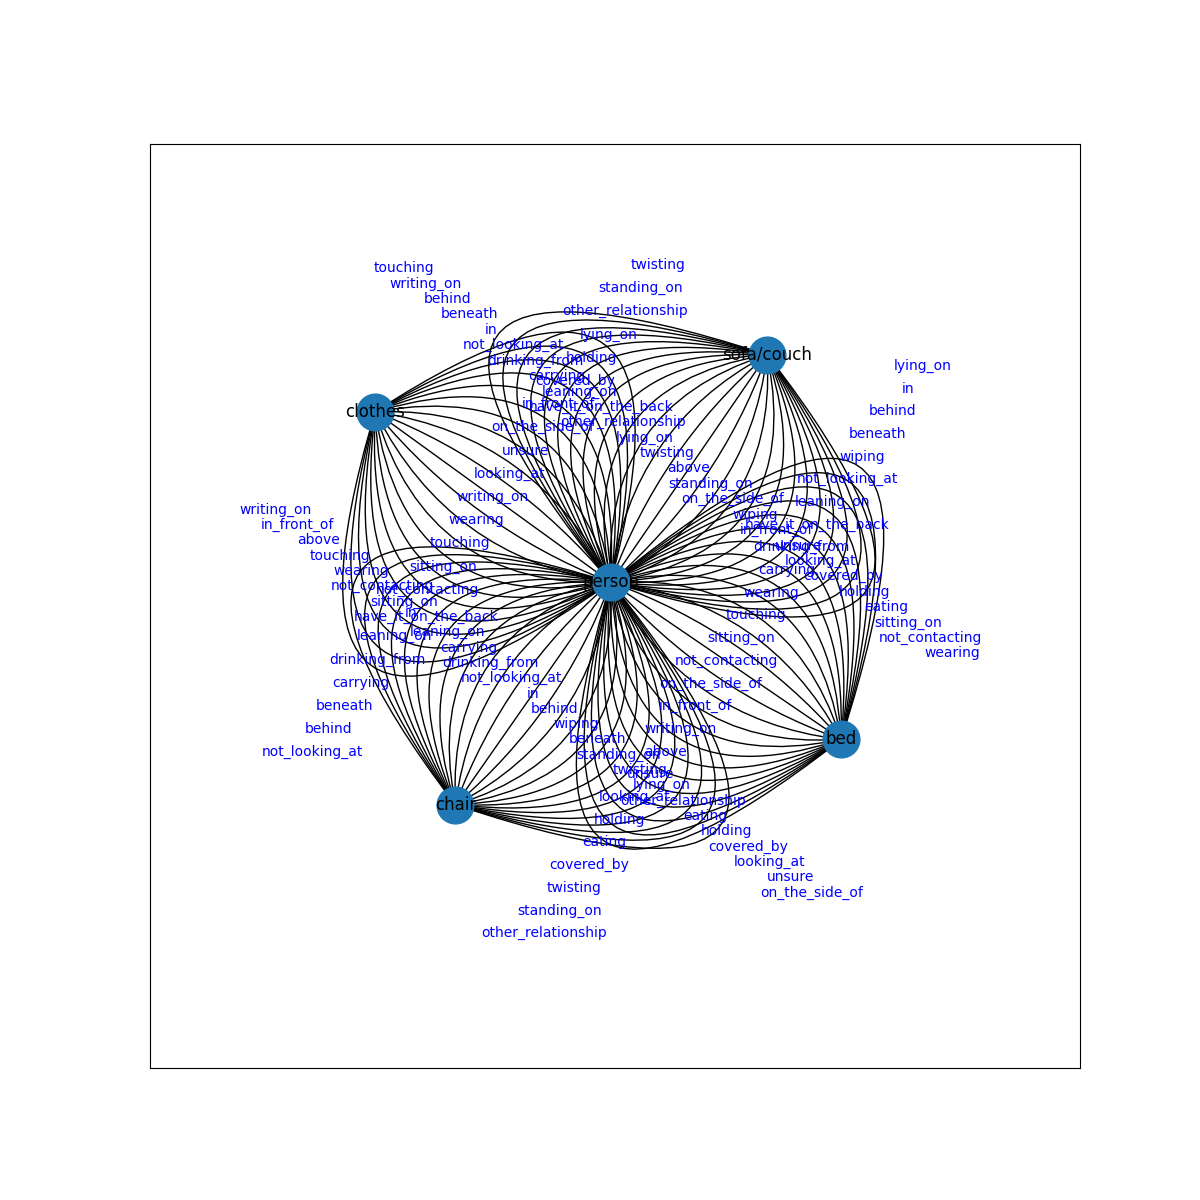 twisting
touching
writing_on
standing_on
behind
beneath
other_relationship
in
lying_on
not_looking_at
sofa/couch
holding
drinking_from
lying_on
carrying
covered_by
in
leaning_on
in_front_of
have_it_on_the_back
behind
clothes
other_relationship
on_the_side_of
beneath
lying_on
unsure
twisting
wiping
above
looking_at
not_looking_at
standing_on
writing_on
on_the_side_of
leaning_on
writing_on
wiping
wearing
in_front_of
have_it_on_the_back
in_front_of
above
touching
drinking_from
unsure
touching
looking_at
sitting_on
wearing
carrying
covered_by
person
not_contacting
not_contacting
wearing
holding
sitting_on
eating
in
have_it_on_the_back
touching
sitting_on
leaning_on
leaning_on
sitting_on
not_contacting
carrying
wearing
drinking_from
drinking_from
not_contacting
not_looking_at
carrying
on_the_side_of
in
beneath
in_front_of
behind
wiping
behind
writing_on
beneath
bed
not_looking_at
standing_on
above
twisting
unsure
lying_on
looking_at
other_relationship
chair
holding
eating
holding
eating
covered_by
covered_by
looking_at
unsure
twisting
on_the_side_of
standing_on
other_relationship